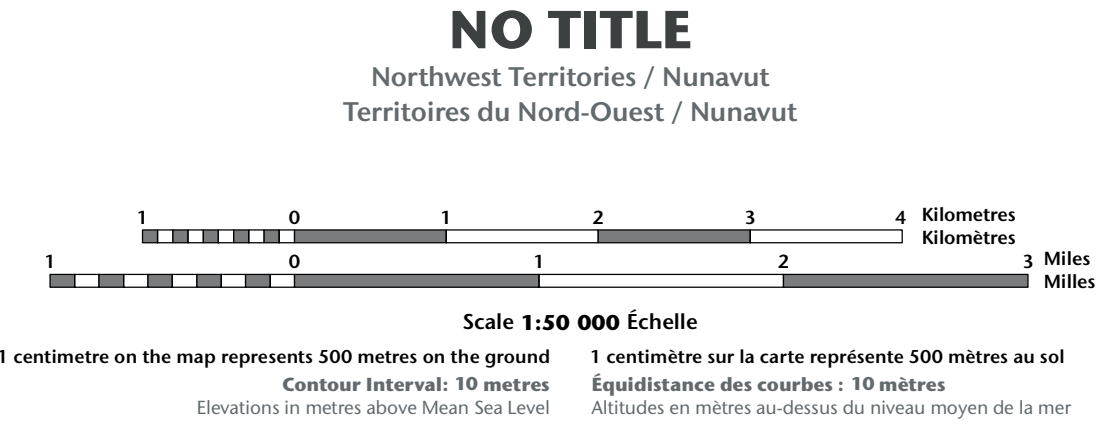 NO TITLE
Northwest Territories / Nunavut
Territoires du Nord-Ouest / Nunavut
1 0 1 2 3 4 Kilometres
Kilomètres
1 0 1 2 3 Miles
Milles
Scale 1:50 000 Échelle
1 centimetre on the map represents 500 metres on the ground
Contour Interval: 10 metres
Elevations in metres above Mean Sea Level
1 centimètre sur la carte représente 500 mètres au sol
Équidistance des courbes : 10 mètres
Altitudes en mètres au-dessus du niveau moyen de la mer